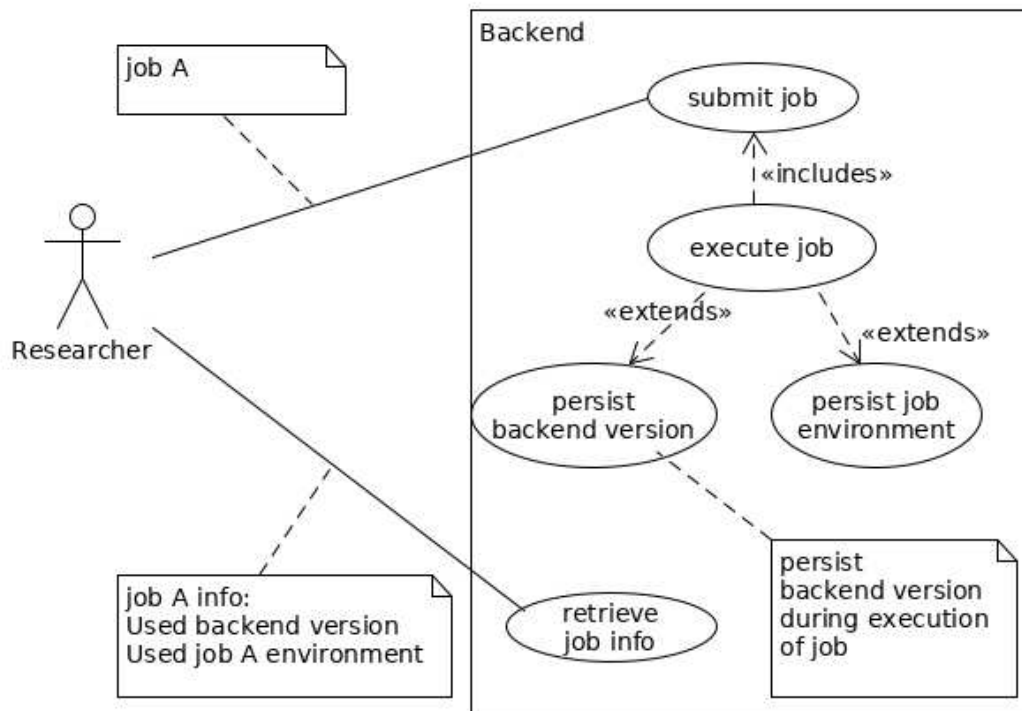 Backend
job A
submit job
«includes»
execute job
«extends»
«extends»
Researcher
persist
backend version
persist job
environment
persist
backend version
during execution
of job
job A info:
Used backend version
Used job A environment
retrieve
job info